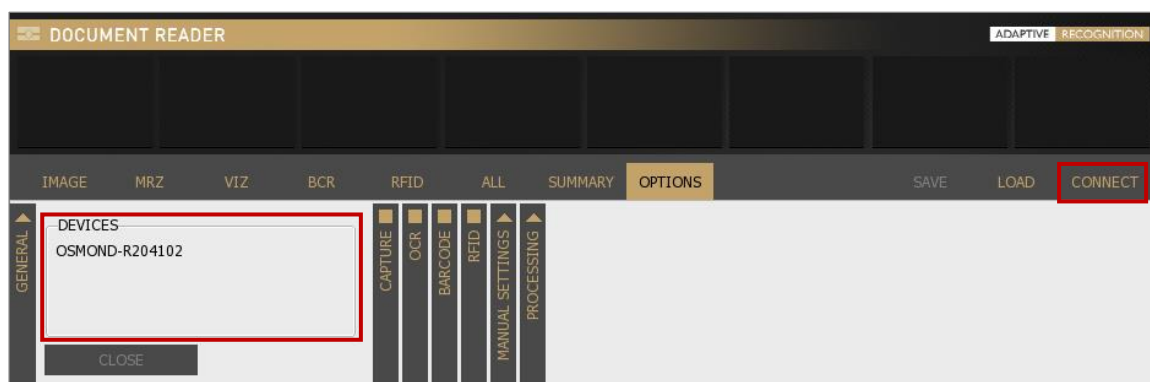 DOCUMENT READER
ADAPTIVE RECOGNITION
IMAGE MRZ VIZ BCR RFID ALL SUMMARY OPTIONS SAVE LOAD CONNECT
GENERAL
DEVICES
OSMOND-R204102
CLOSE
CAPTURE
OCR
BARCODE
RFID
MANUAL SETTINGS
PROCESSING